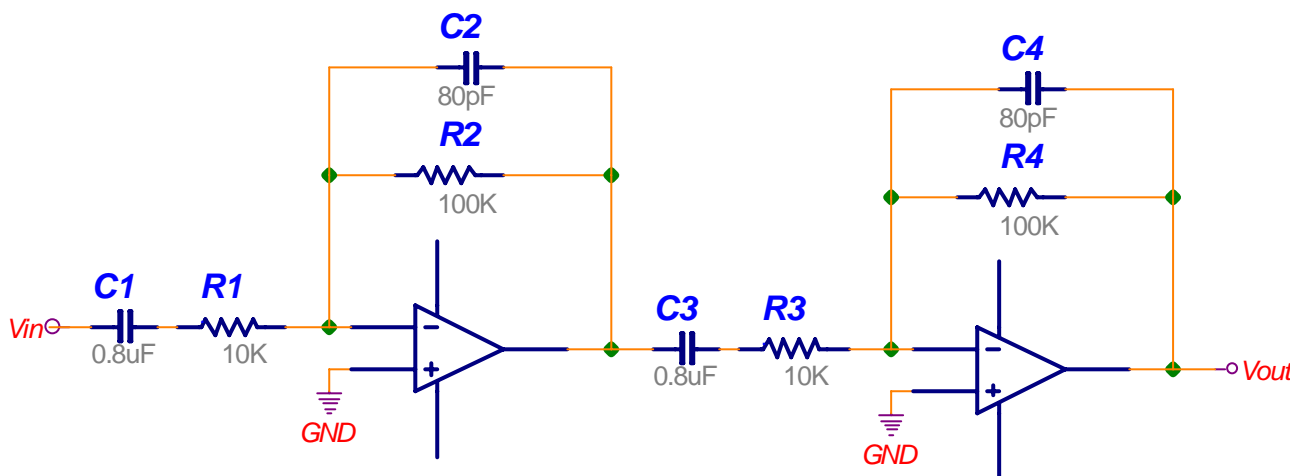 C2
80pF
R2
100K
C4
80pF
R4
100K
Vin
C1
0.8uF
R1
10K
−
+
GND
C3
0.8uF
R3
10K
−
+
GND
Vout